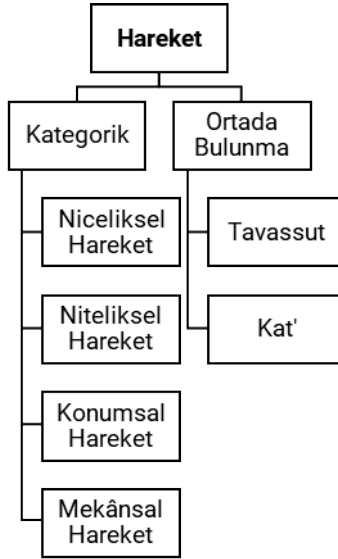 Hareket
Kategorik
Ortada
Bulunma
Niceliksel
Hareket
Niteliksel
Hareket
Konumsal
Hareket
Mekânsal
Hareket
Tavassut
Kat'